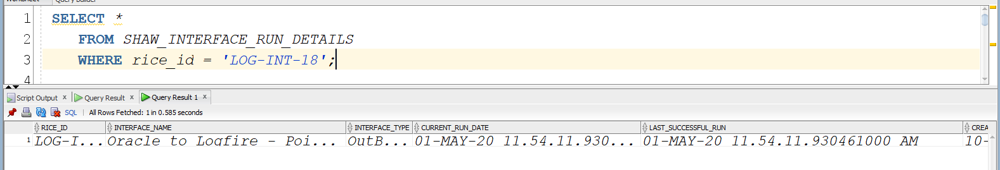 Query Builder
1 SELECT *
2 FROM SHAW_INTERFACE_RUN_DETAILS
3 WHERE rice_id = 'LOG-INT-18';
4
Script Output x Query Result x Query Result 1 x
SQL | All Rows Fetched: 1 in 0.585 seconds
RICE_ID INTERFACE_NAME INTERFACE_TYPE CURRENT_RUN_DATE LAST_SUCCESSFUL_RUN CREA
1 LOG-I... Oracle to Logfire - Poi... OutB... 01-MAY-20 11.54.11.930... 01-MAY-20 11.54.11.930461000 AM 10-